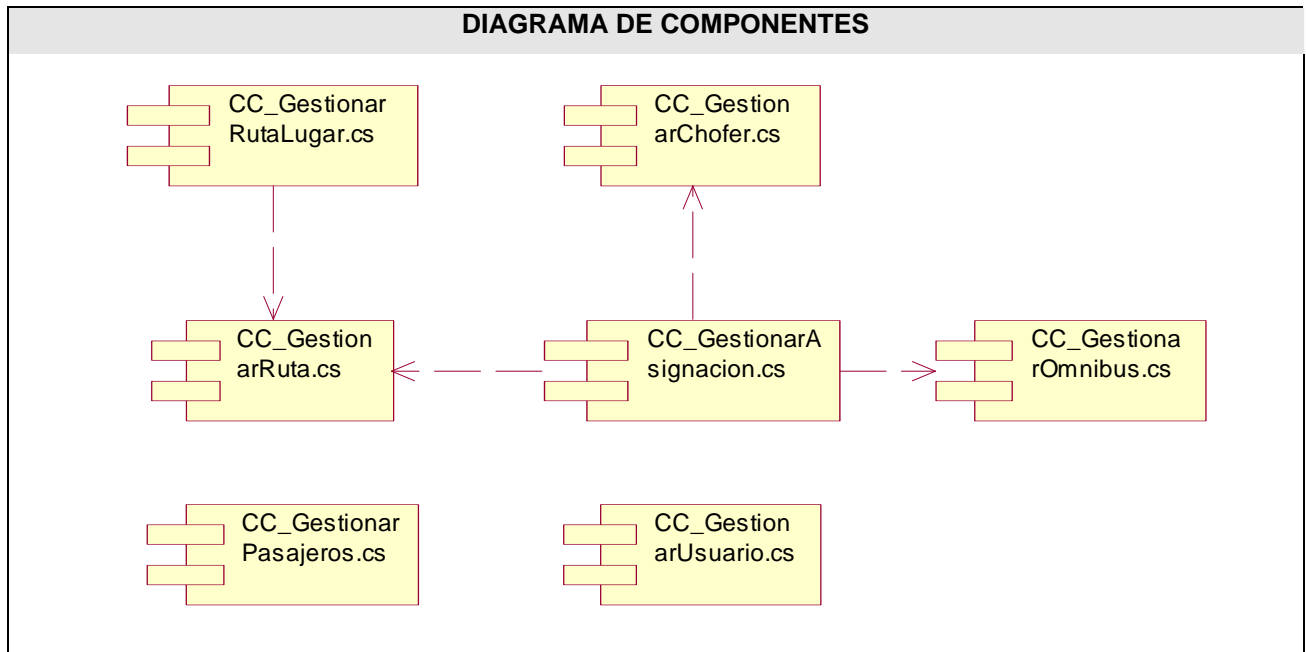 DIAGRAMA DE COMPONENTES
CC_Gestionar
RutaLugar.cs
CC_Gestion
arChofer.cs
CC_Gestion
arRuta.cs
CC_GestionarA
signacion.cs
CC_Gestiona
rOmnibus.cs
CC_Gestionar
Pasajeros.cs
CC_Gestion
arUsuario.cs